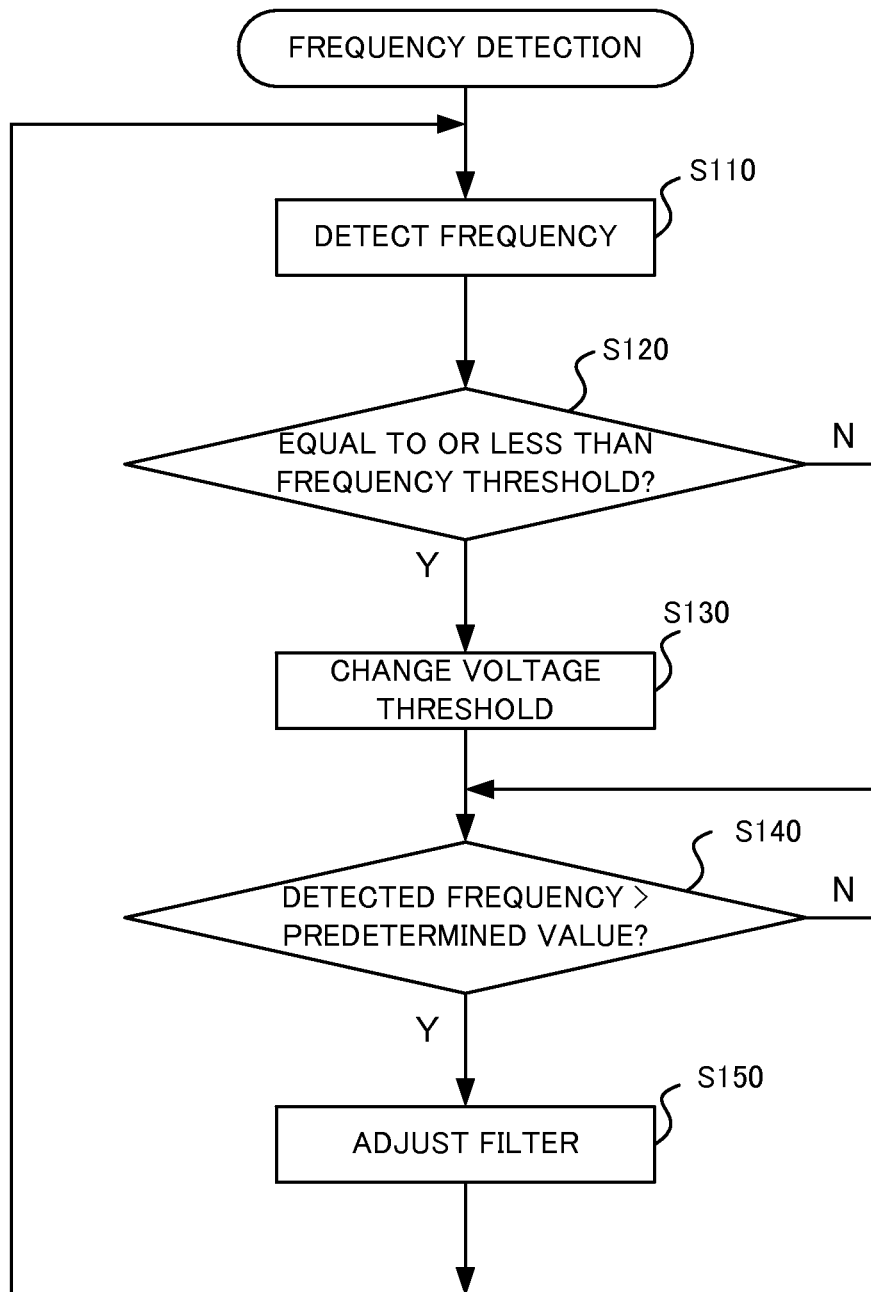 FREQUENCY DETECTION
S110
DETECT FREQUENCY
S120
EQUAL TO OR LESS THAN
FREQUENCY THRESHOLD?
N
Y
S130
CHANGE VOLTAGE
THRESHOLD
S140
DETECTED FREQUENCY >
PREDETERMINED VALUE?
N
Y
S150
ADJUST FILTER